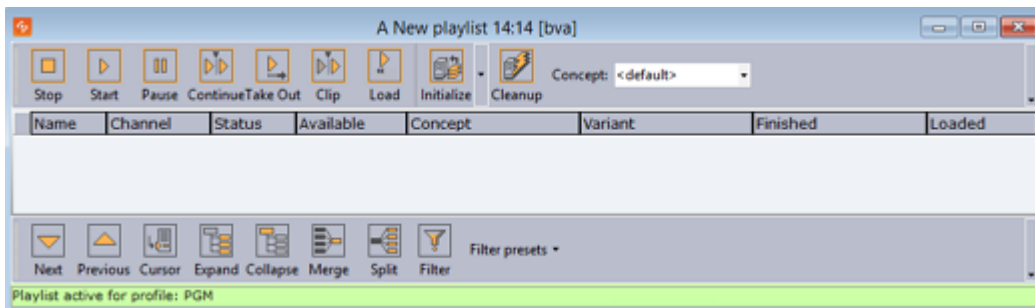 A New playlist 14:14 [bva]
Stop Start Pause Continue Take Out Clip Load Initialize Cleanup Concept: <default>
Name Channel Status Available Concept Variant Finished Loaded
Next Previous Cursor Expand Collapse Merge Split Filter Filter presets
Playlist active for profile: PGM